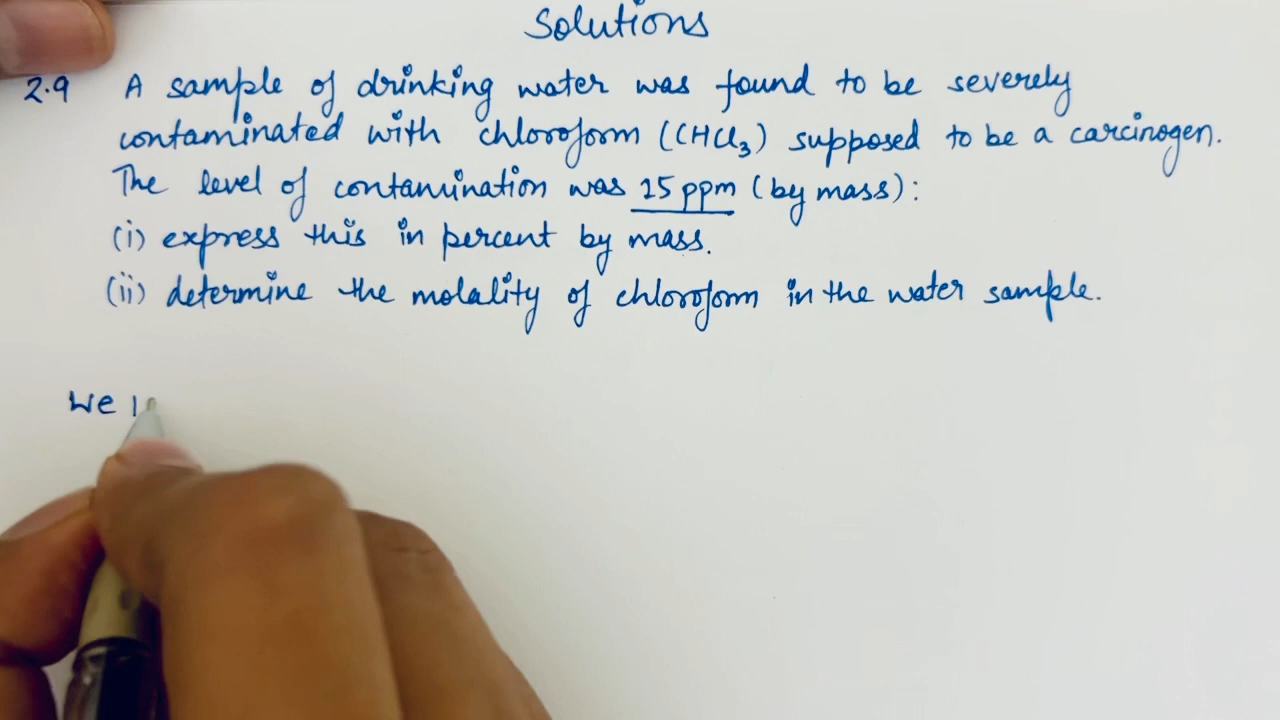 Solutions
2.9 A sample of drinking water was found to be severely
contaminated with chloroform (CHCl₃) supposed to be a carcinogen.
The level of contamination was 15 ppm (by mass):
(i) express this in percent by mass.
(ii) determine the molality of chloroform in the water sample.
We